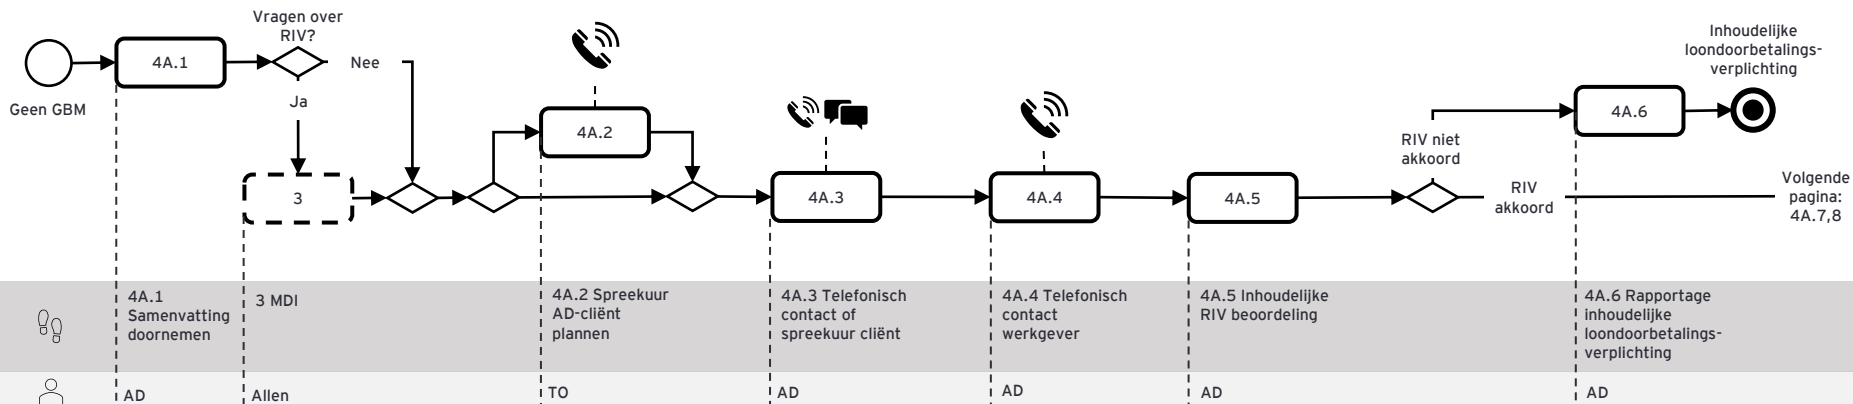 Vragen over
RIV?
4A.1
Nee
Geen GBM
Ja
4A.2
3
4A.3
4A.4
4A.5
RIV niet
akkoord
RIV
akkoord
4A.6
Inhoudelijke
loondoorbetalings-
verplichting
Volgende
pagina:
4A.7,8
4A.1
Samenvatting
doornemen
3 MDI
4A.2 Spreekuur
AD-cliënt
plannen
4A.3 Telefonisch
contact of
spreekuur cliënt
4A.4 Telefonisch
contact
werkgever
4A.5 Inhoudelijke
RIV beoordeling
4A.6 Rapportage
inhoudelijke
loondoorbetalings-
verplichting
AD
Allen
TO
AD
AD
AD
AD